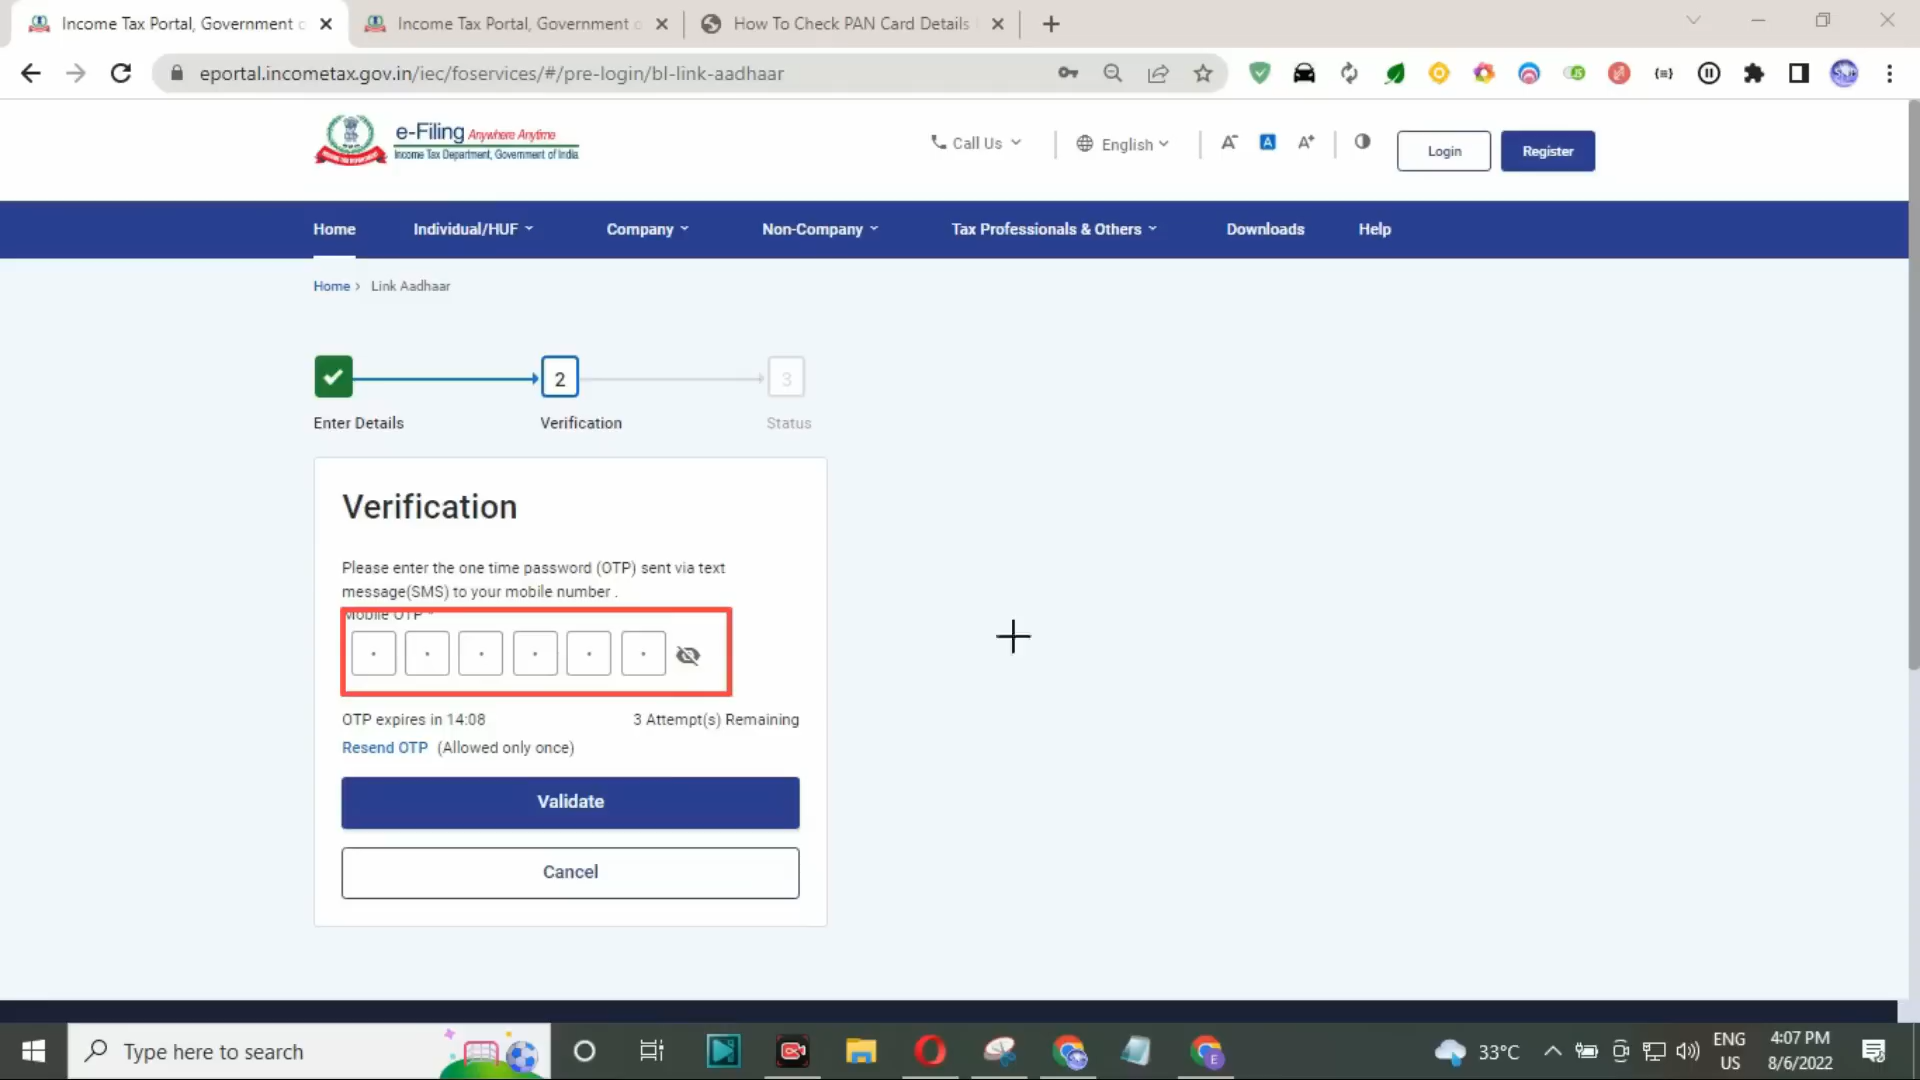 Income Tax Portal, Government o
Income Tax Portal, Government o
How To Check PAN Card Details
eportal.incometax.gov.in/iec/foservices/#/pre-login/bl-link-aadhaar
e-Filing Anywhere Anytime
Income Tax Department, Government of India
Call Us
English
A- A A+
Login
Register
Home
Individual/HUF
Company
Non-Company
Tax Professionals & Others
Downloads
Help
Home > Link Aadhaar
2
3
Enter Details
Verification
Status
Verification
Please enter the one time password (OTP) sent via text
message(SMS) to your mobile number .
Mobile OTP *
OTP expires in 14:08
3 Attempt(s) Remaining
Resend OTP (Allowed only once)
Validate
Cancel
Type here to search
33°C
ENG
US
4:07 PM
8/6/2022